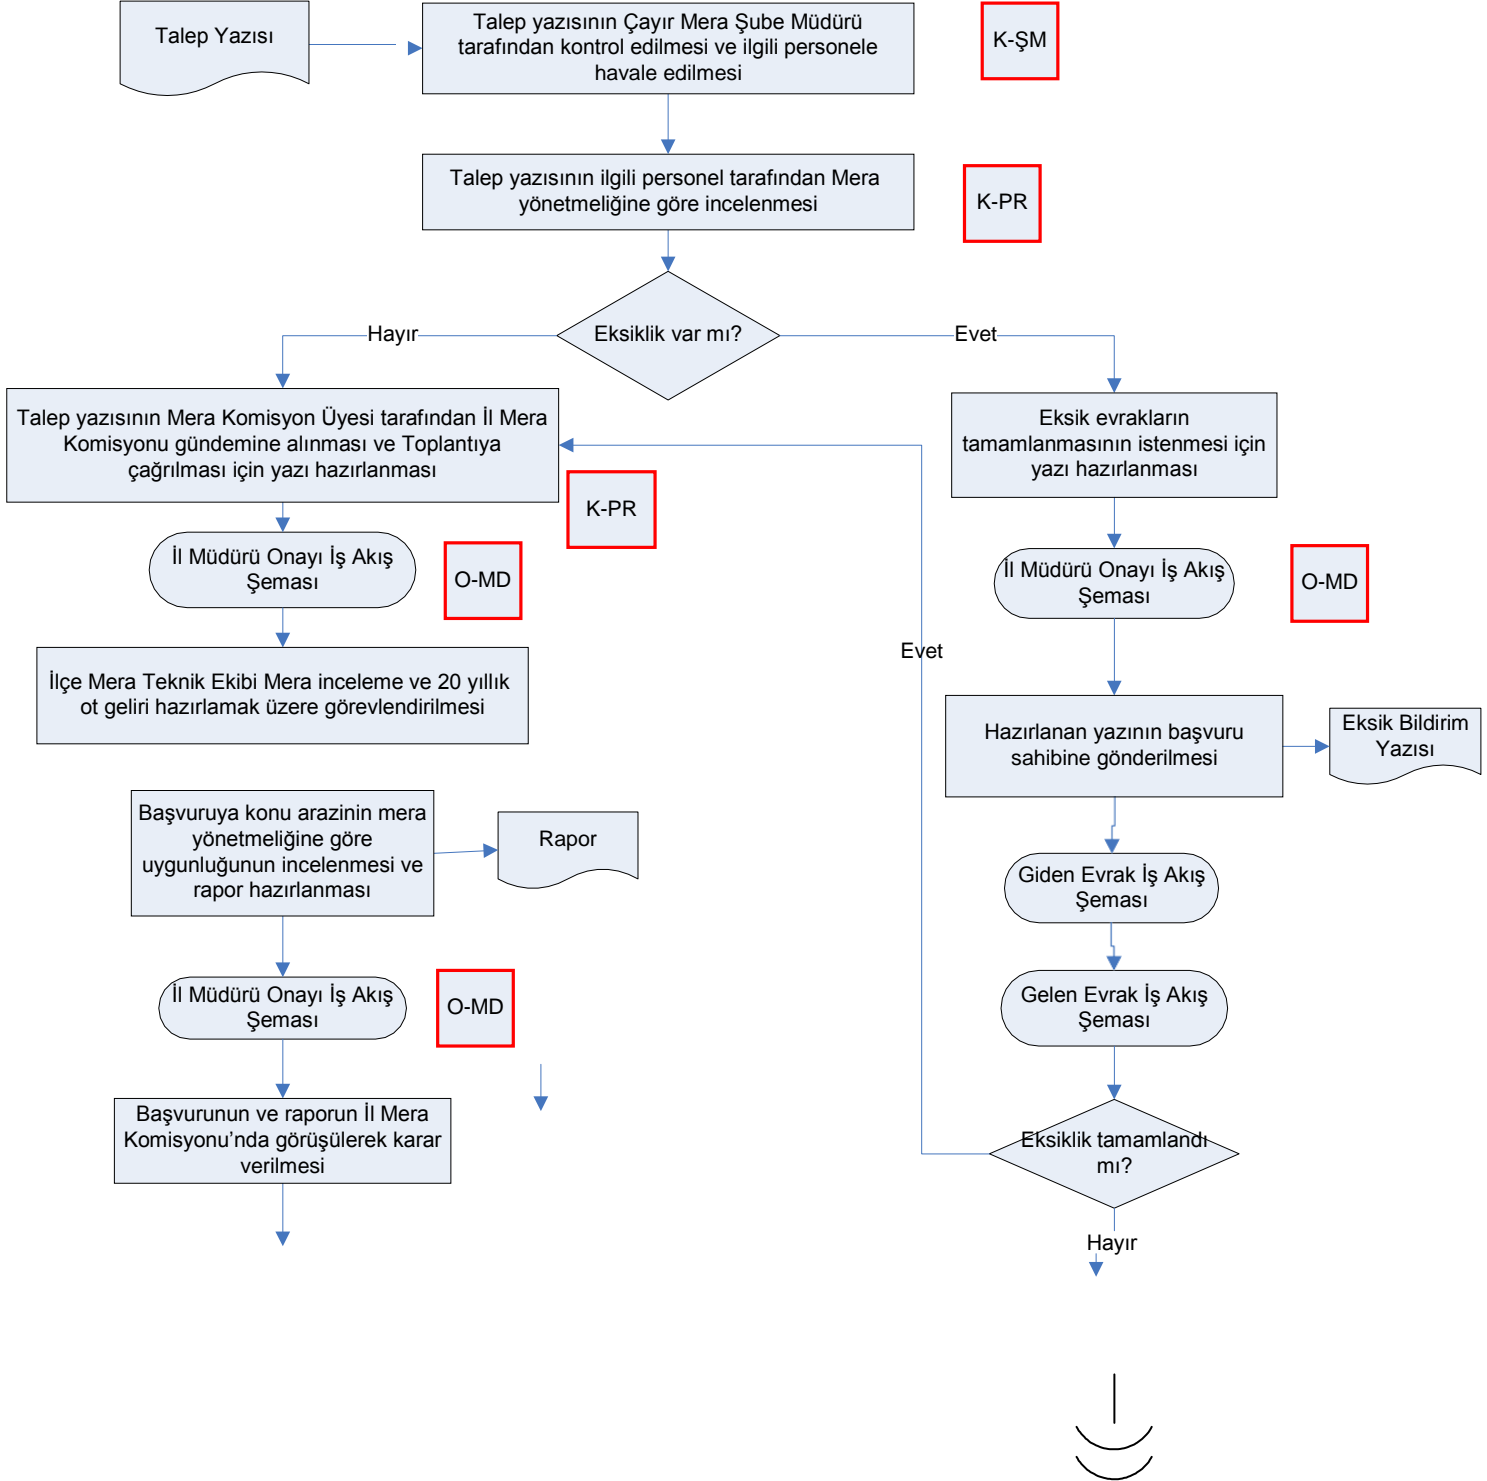 Talep Yazısı
Talep yazısının Çayır Mera Şube Müdürü
tarafından kontrol edilmesi ve ilgili personele
havale edilmesi
K-ŞM
Talep yazısının ilgili personel tarafından Mera
yönetmeliğine göre incelenmesi
K-PR
Eksiklik var mı?
Hayır
Evet
Talep yazısının Mera Komisyon Üyesi tarafından İl Mera
Komisyonu gündemine alınması ve Toplantıya
çağrılması için yazı hazırlanması
K-PR
Eksik evrakların
tamamlanmasının istenmesi için
yazı hazırlanması
İl Müdürü Onayı İş Akış
Şeması
O-MD
İl Müdürü Onayı İş Akış
Şeması
O-MD
Evet
İlçe Mera Teknik Ekibi Mera inceleme ve 20 yıllık
ot geliri hazırlamak üzere görevlendirilmesi
Hazırlanan yazının başvuru
sahibine gönderilmesi
Eksik Bildirim
Yazısı
Başvuruya konu arazinin mera
yönetmeliğine göre
uygunluğunun incelenmesi ve
rapor hazırlanması
Rapor
Giden Evrak İş Akış
Şeması
İl Müdürü Onayı İş Akış
Şeması
O-MD
Gelen Evrak İş Akış
Şeması
Başvurunun ve raporun İl Mera
Komisyonu’nda görüşülerek karar
verilmesi
Eksiklik tamamlandı
mı?
Hayır